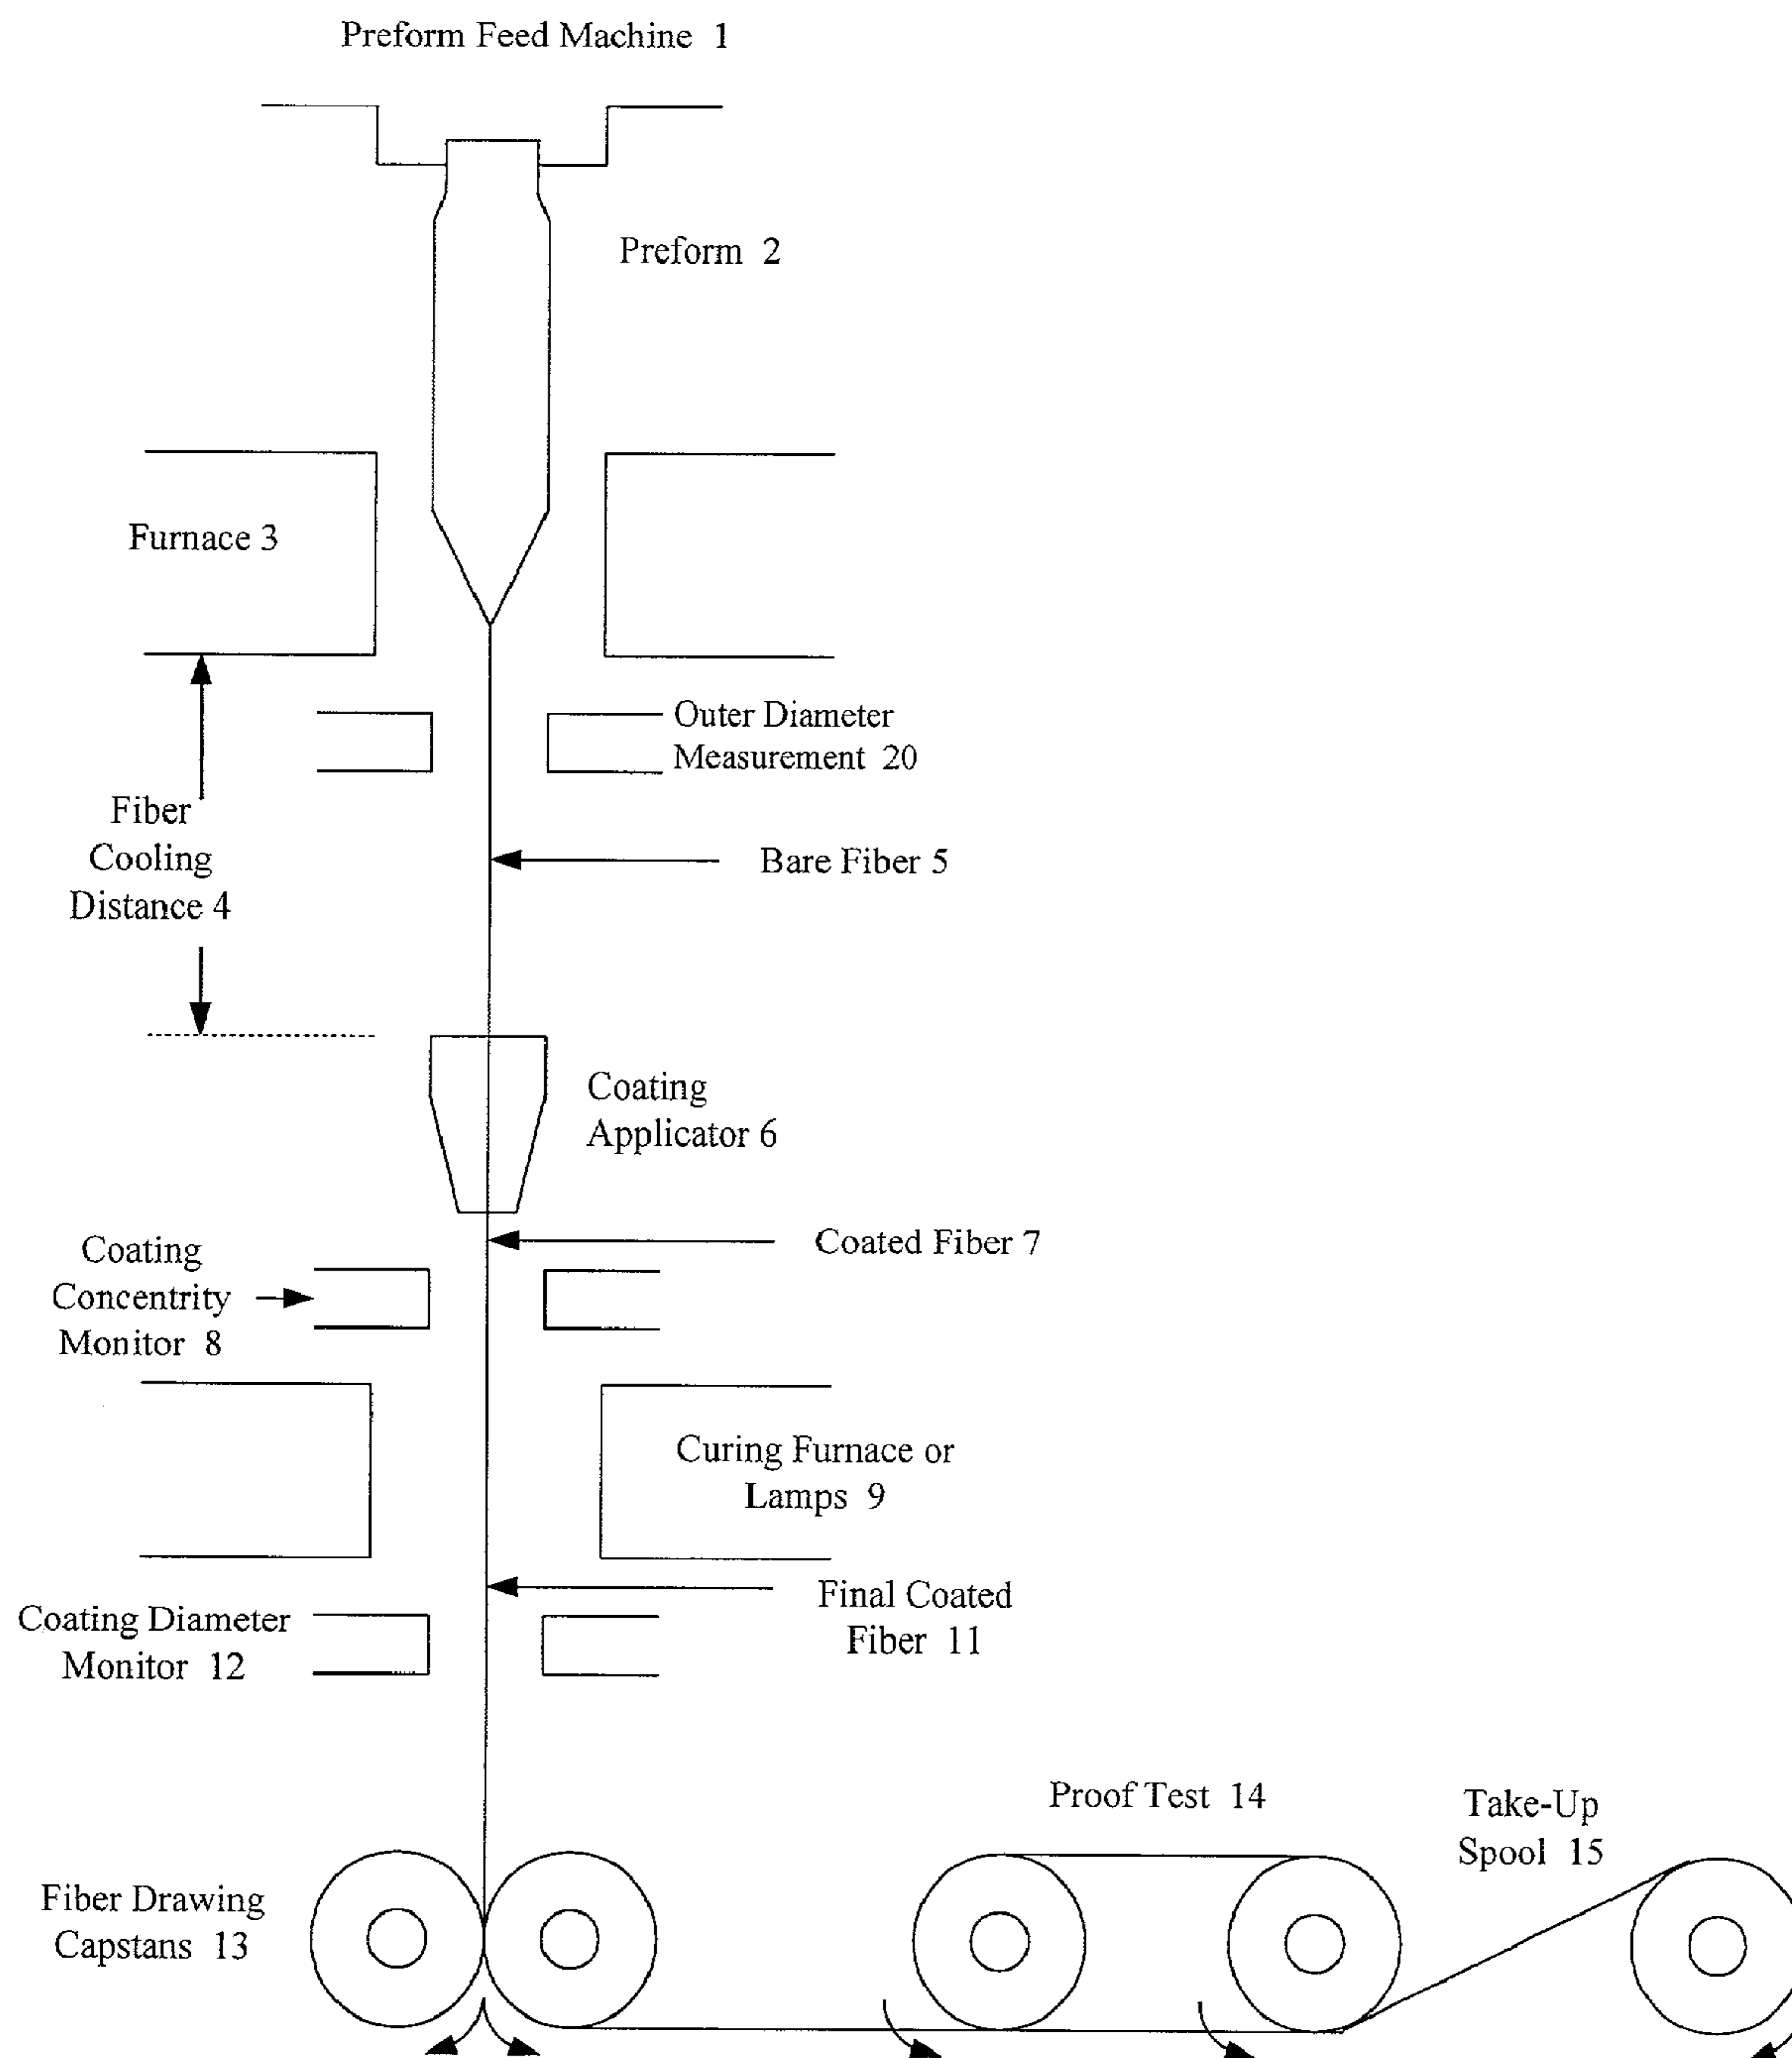 Preform Feed Machine 1
Preform 2
Furnace 3
Outer Diameter
Measurement 20
Fiber
Cooling
Distance 4
Bare Fiber 5
Coating
Applicator 6
Coated Fiber 7
Coating
Concentrity
Monitor 8
Curing Furnace or
Lamps 9
Final Coated
Fiber 11
Coating Diameter
Monitor 12
Proof Test 14
Take-Up
Spool 15
Fiber Drawing
Capstans 13